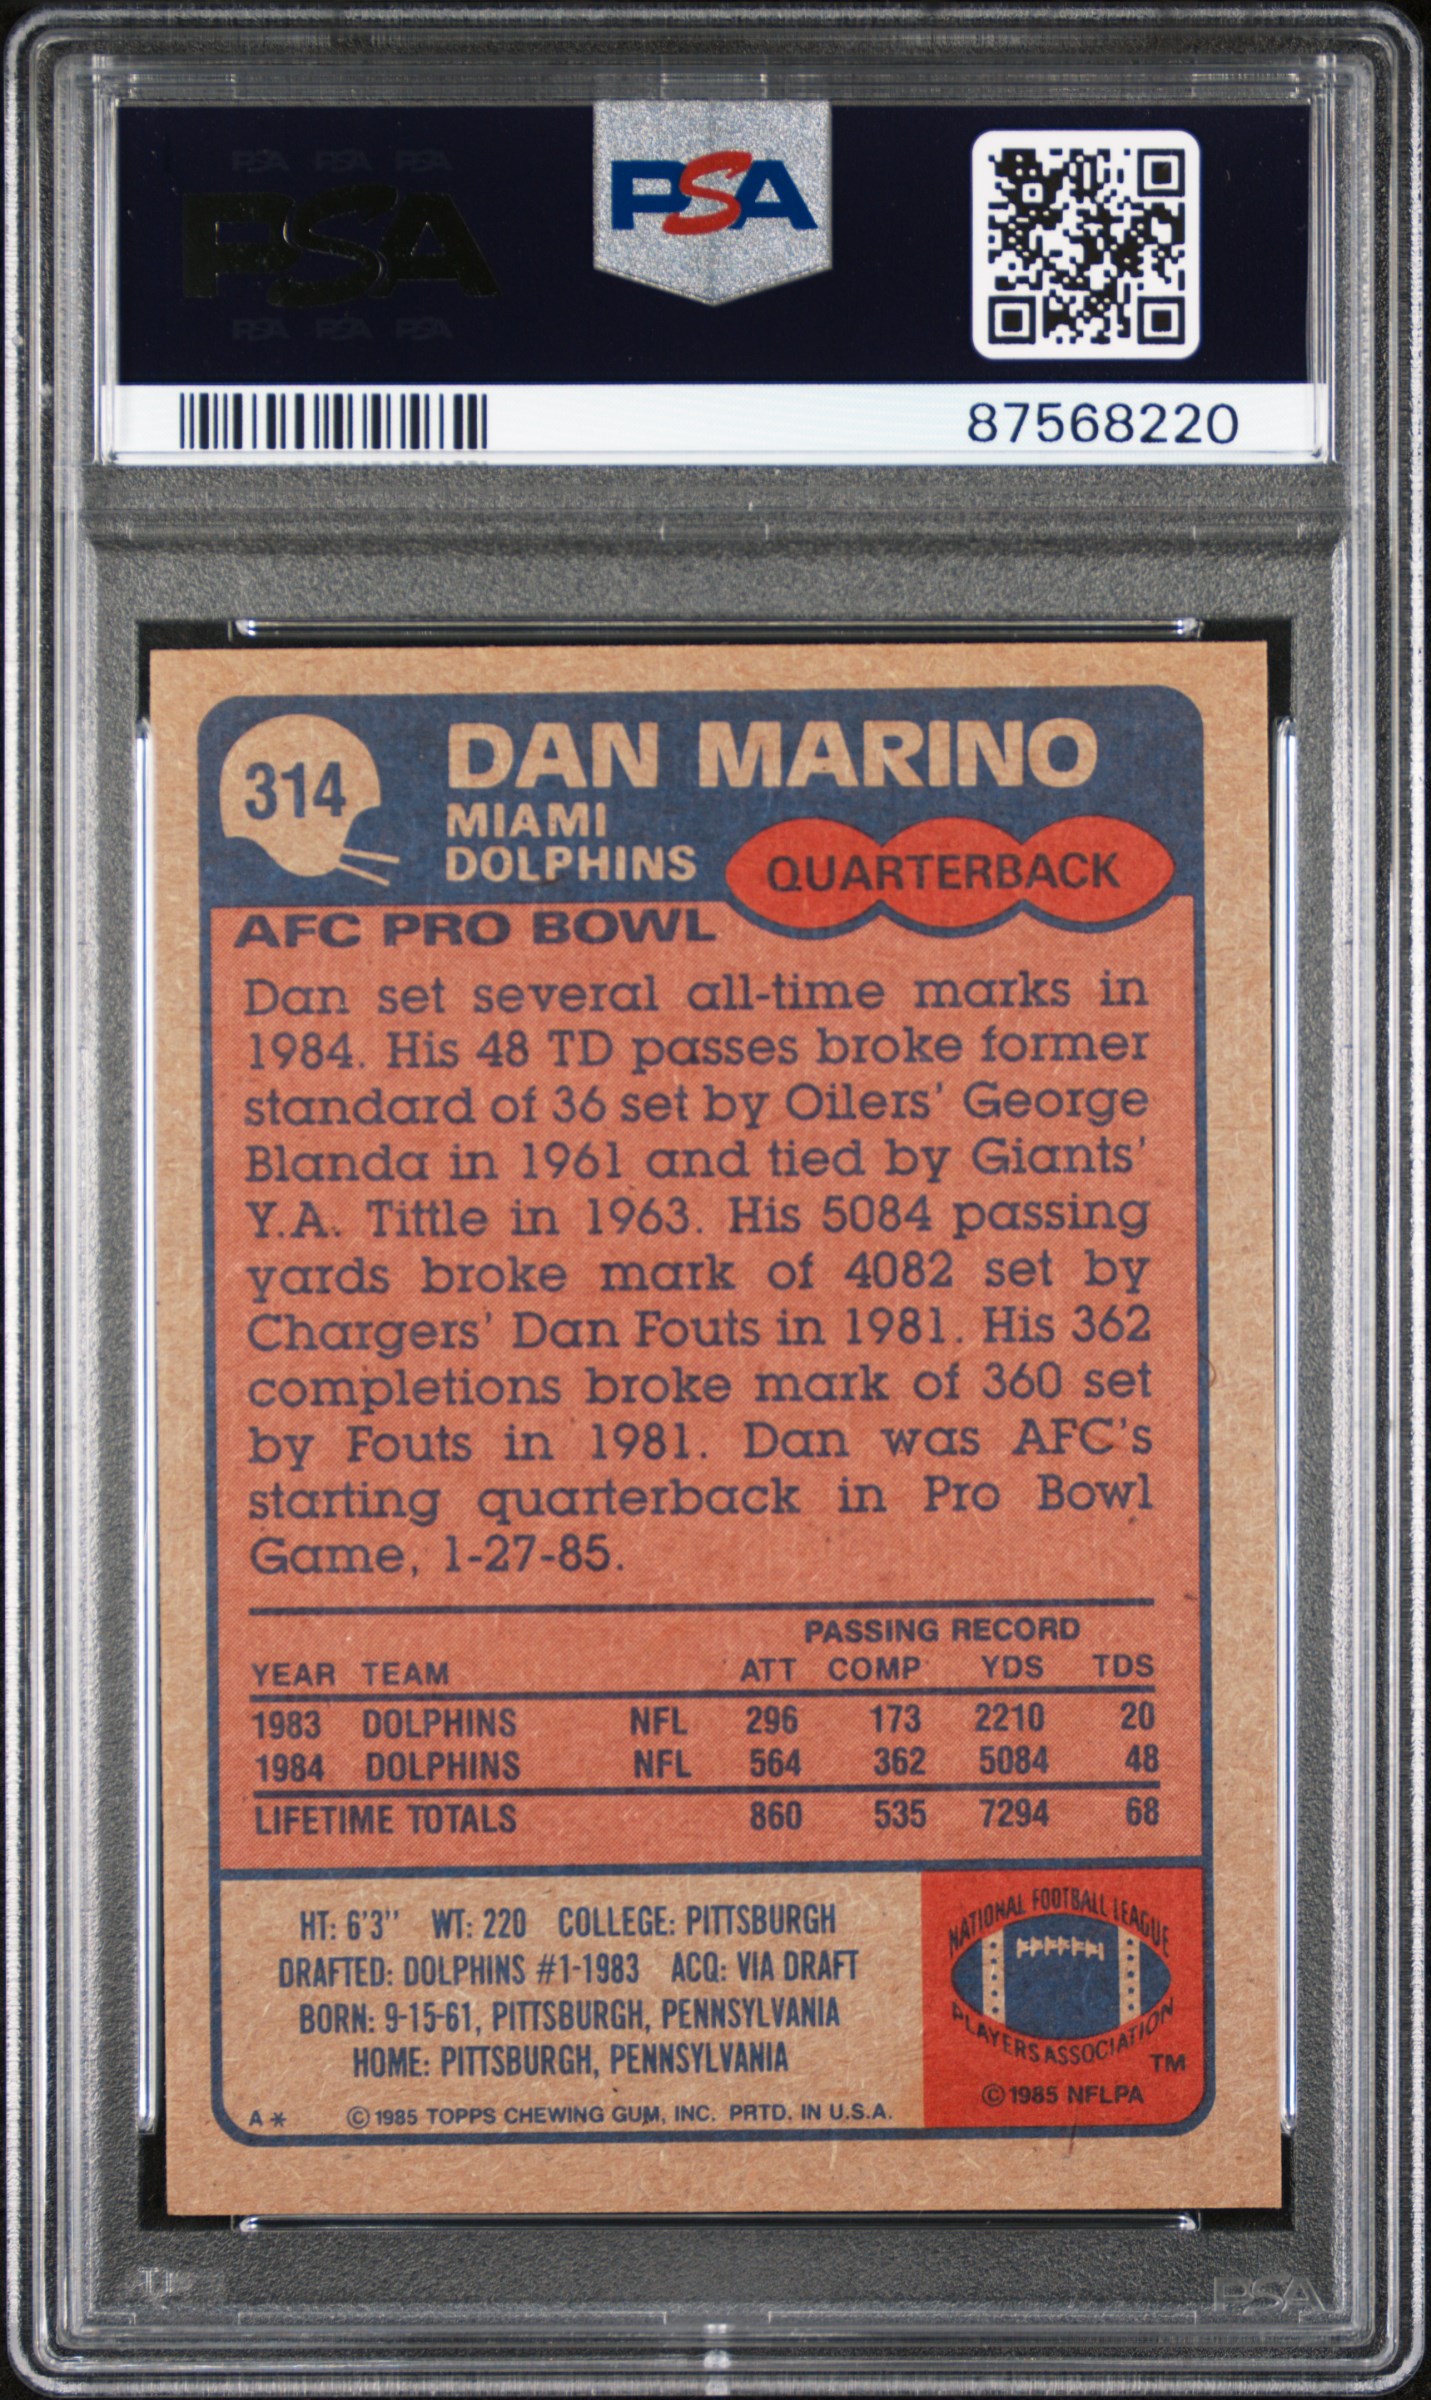 PSA PSA PSA
PSA
PSA PSA PSA
PSA
87568220
314
DAN MARINO
MIAMI
DOLPHINS
QUARTERBACK
AFC PRO BOWL
Dan set several all-time marks in
1984. His 48 TD passes broke former
standard of 36 set by Oilers' George
Blanda in 1961 and tied by Giants'
Y.A. Tittle in 1963. His 5084 passing
yards broke mark of 4082 set by
Chargers' Dan Fouts in 1981. His 362
completions broke mark of 360 set
by Fouts in 1981. Dan was AFC's
starting quarterback in Pro Bowl
Game, 1-27-85.
PASSING RECORD
YEAR TEAM ATT COMP YDS TDS
1983 DOLPHINS NFL 296 173 2210 20
1984 DOLPHINS NFL 564 362 5084 48
LIFETIME TOTALS 860 535 7294 68
HT: 6'3" WT: 220 COLLEGE: PITTSBURGH
DRAFTED: DOLPHINS #1-1983 ACQ: VIA DRAFT
BORN: 9-15-61, PITTSBURGH, PENNSYLVANIA
HOME: PITTSBURGH, PENNSYLVANIA
A* ©1985 TOPPS CHEWING GUM, INC. PRTD. IN U.S.A.
NATIONAL FOOTBALL LEAGUE
PLAYERS ASSOCIATION
TM
©1985 NFLPA
PSA